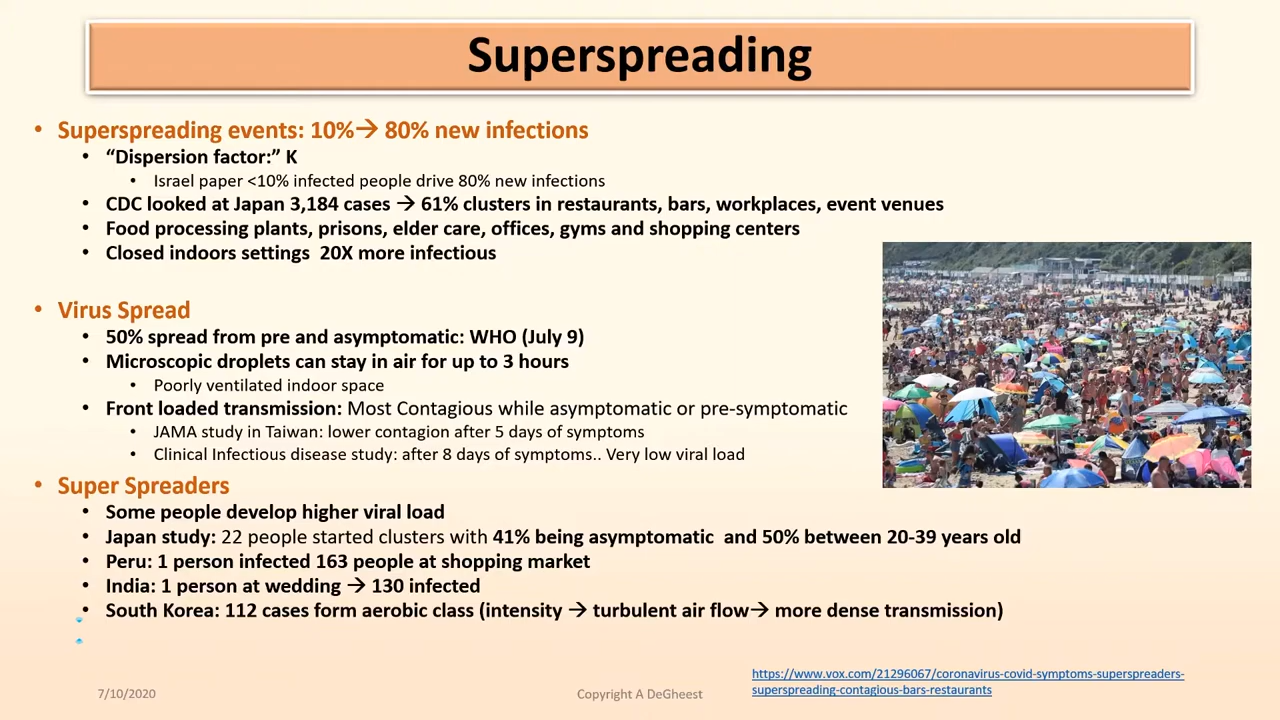 Superspreading
• Superspreading events: 10%→ 80% new infections
• “Dispersion factor:” K
• Israel paper <10% infected people drive 80% new infections
• CDC looked at Japan 3,184 cases → 61% clusters in restaurants, bars, workplaces, event venues
• Food processing plants, prisons, elder care, offices, gyms and shopping centers
• Closed indoors settings  20X more infectious
• Virus Spread
• 50% spread from pre and asymptomatic: WHO (July 9)
• Microscopic droplets can stay in air for up to 3 hours
• Poorly ventilated indoor space
• Front loaded transmission: Most Contagious while asymptomatic or pre-symptomatic
• JAMA study in Taiwan: lower contagion after 5 days of symptoms
• Clinical Infectious disease study: after 8 days of symptoms.. Very low viral load
• Super Spreaders
• Some people develop higher viral load
• Japan study: 22 people started clusters with 41% being asymptomatic  and 50% between 20-39 years old
• Peru: 1 person infected 163 people at shopping market
• India: 1 person at wedding → 130 infected
• South Korea: 112 cases form aerobic class (intensity → turbulent air flow→ more dense transmission)
https://www.vox.com/21296067/coronavirus-covid-symptoms-superspreaders-
superspreading-contagious-bars-restaurants
7/10/2020
Copyright A DeGheest